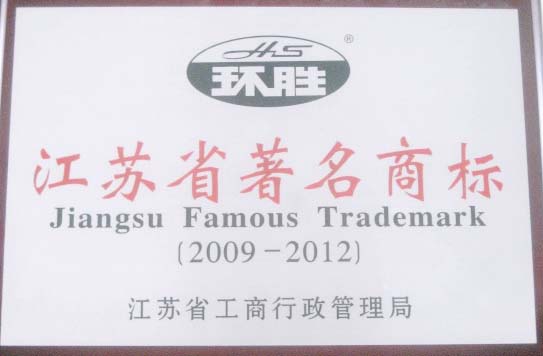 HS ®
环胜
江苏省著名商标
Jiangsu Famous Trademark
(2009-2012)
江苏省工商行政管理局